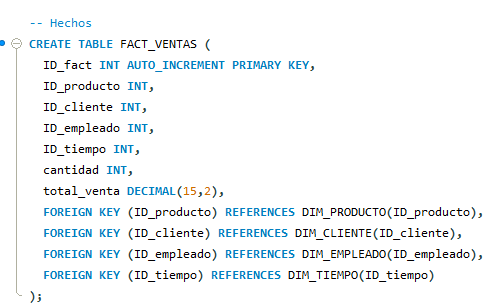 -- Hechos
CREATE TABLE FACT_VENTAS (
ID_fact INT AUTO_INCREMENT PRIMARY KEY,
ID_producto INT,
ID_cliente INT,
ID_empleado INT,
ID_tiempo INT,
cantidad INT,
total_venta DECIMAL(15,2),
FOREIGN KEY (ID_producto) REFERENCES DIM_PRODUCTO(ID_producto),
FOREIGN KEY (ID_cliente) REFERENCES DIM_CLIENTE(ID_cliente),
FOREIGN KEY (ID_empleado) REFERENCES DIM_EMPLEADO(ID_empleado),
FOREIGN KEY (ID_tiempo) REFERENCES DIM_TIEMPO(ID_tiempo)
);